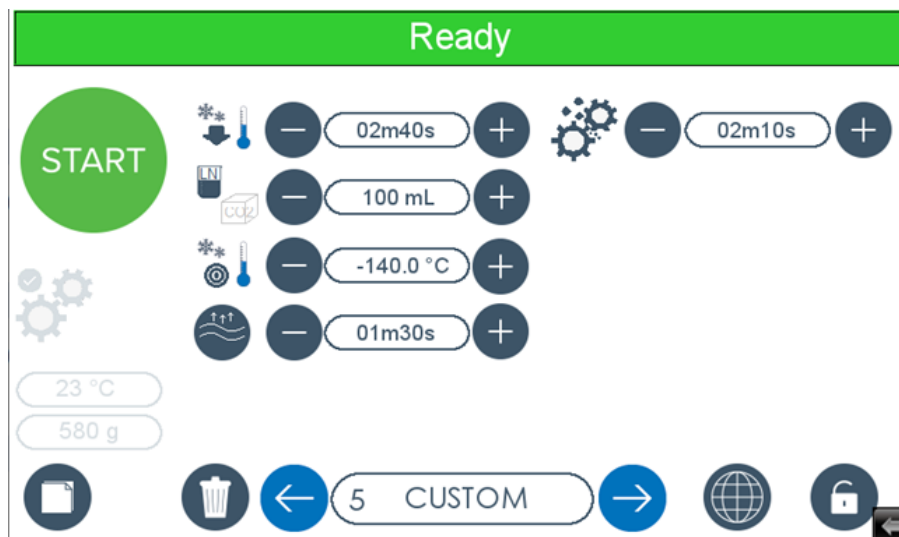 Ready
START
02m40s
02m10s
LN
CO2
100 mL
-140.0 °C
01m30s
23 °C
580 g
5 CUSTOM